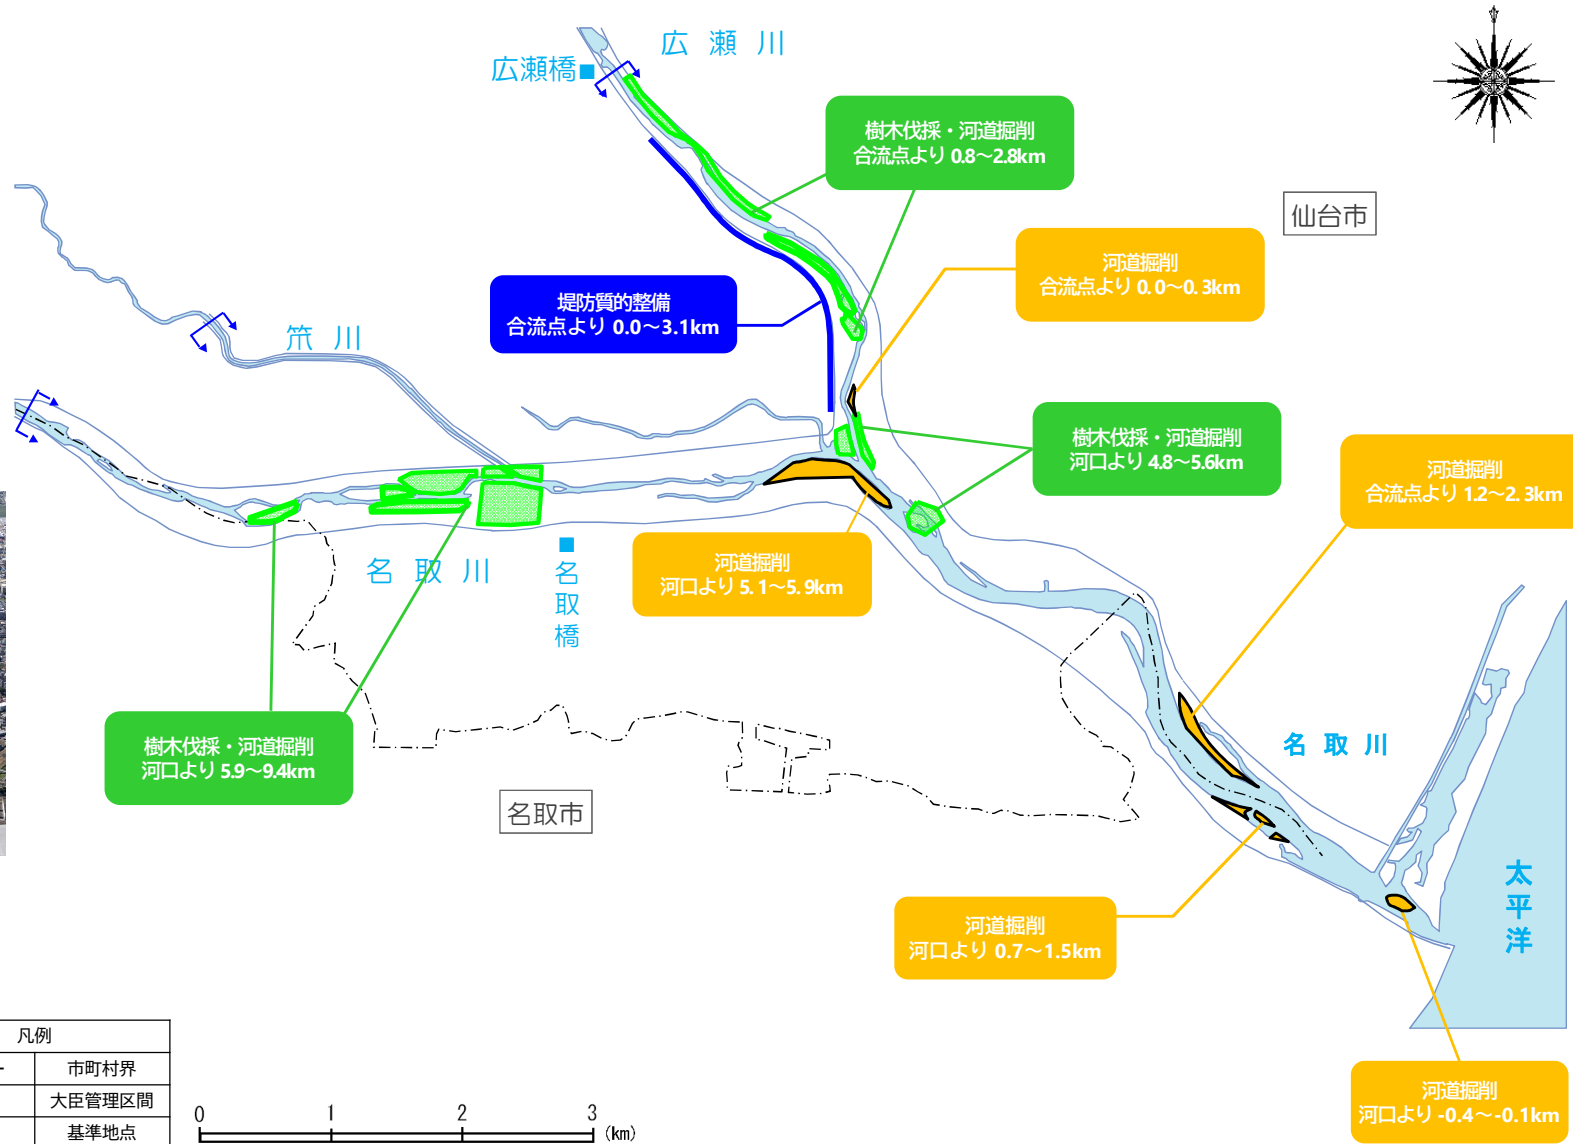 広瀬川
広瀬橋
樹木伐採・河道掘削
合流点より 0.8～2.8km
仙台市
河道掘削
合流点より 0.0～0.3km
堤防質的整備
合流点より 0.0～3.1km
笊川
樹木伐採・河道掘削
河口より 4.8～5.6km
河道掘削
合流点より 1.2～2.3km
河道掘削
河口より 5.1～5.9km
名取川
名取橋
樹木伐採・河道掘削
河口より 5.9～9.4km
名取川
名取市
太平洋
河道掘削
河口より 0.7～1.5km
河道掘削
河口より -0.4～-0.1km
凡例
市町村界
大臣管理区間
基準地点
0 1 2 3 (km)